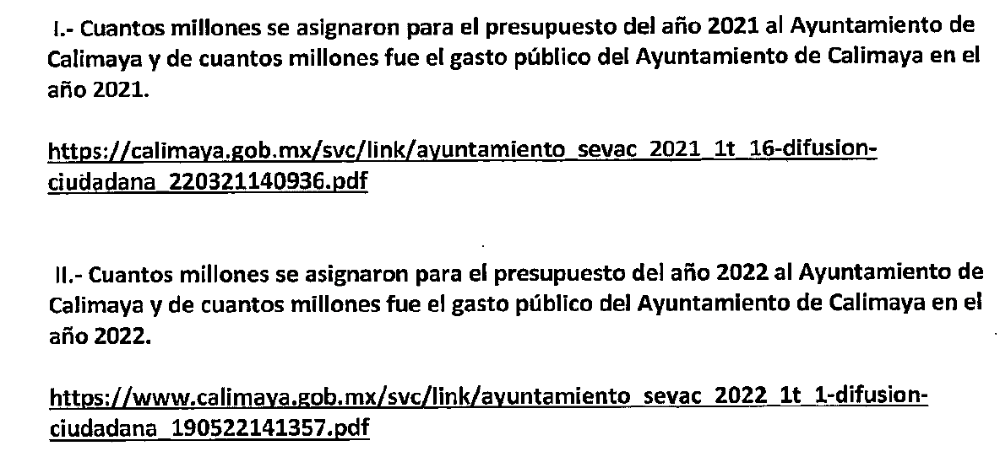 I.- Cuantos millones se asignaron para el presupuesto del año 2021 al Ayuntamiento de
Calimaya y de cuantos millones fue el gasto público del Ayuntamiento de Calimaya en el
año 2021.
https://calimaya.gob.mx/svc/link/ayuntamiento_sevac_2021_1t_16-difusion-
ciudadana_220321140936.pdf
II.- Cuantos millones se asignaron para el presupuesto del año 2022 al Ayuntamiento de
Calimaya y de cuantos millones fue el gasto público del Ayuntamiento de Calimaya en el
año 2022.
https://www.calimaya.gob.mx/svc/link/ayuntamiento_sevac_2022_1t_1-difusion-
ciudadana_190522141357.pdf